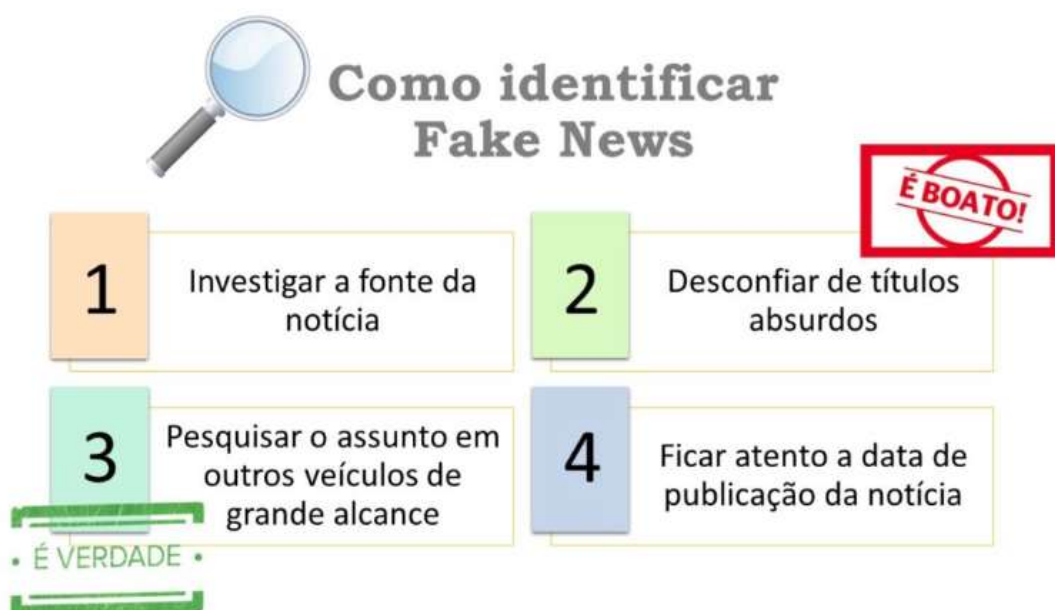 Como identificar
Fake News
É BOATO!
1
Investigar a fonte da
notícia
2
Desconfiar de títulos
absurdos
3
Pesquisar o assunto em
outros veículos de
grande alcance
4
Ficar atento a data de
publicação da notícia
• É VERDADE •